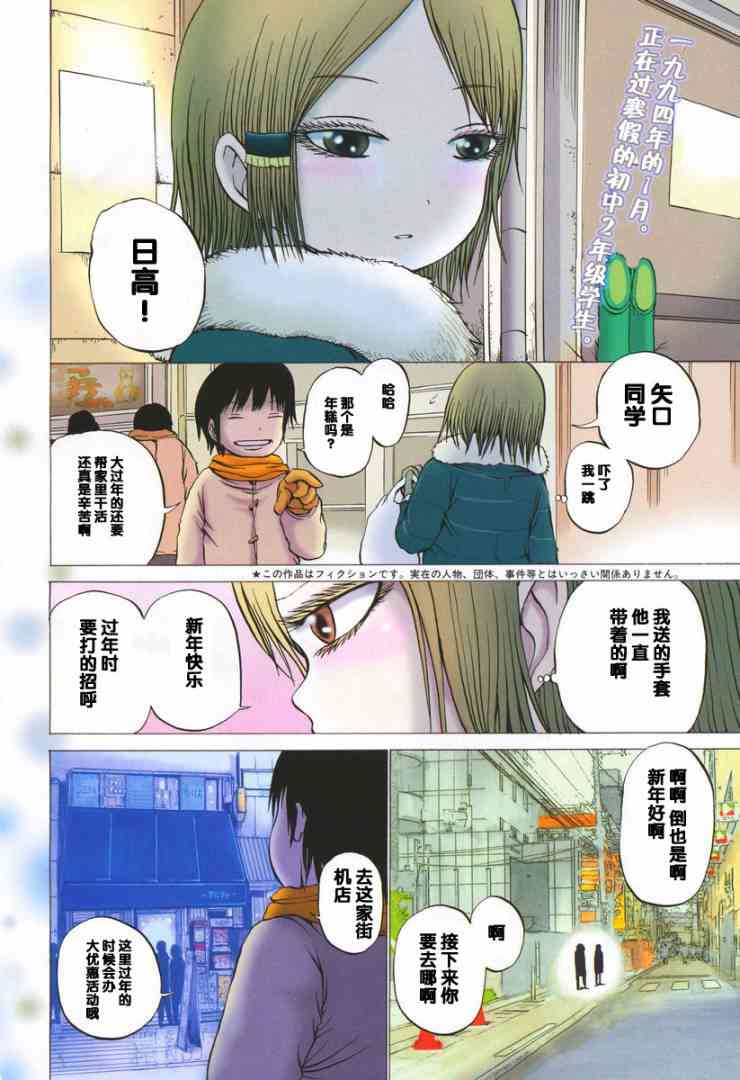 一九九四年的1月。
正在过寒假的初中2年级学生。
日高！
矢口
同学
吓了
我一
跳
哈哈
那个是
年糕吗？
大过年的还要
帮家里干活
还真是辛苦啊
★この作品はフィクションです。実在の人物、団体、事件等とはいっさい関係ありません。
我送的手套
他一直
带着的啊
新年快乐
过年时
要打的招呼
啊啊 倒也是啊
新年好啊
啊
接下来你
要去哪啊
去这家街
机店
这里过年的
时候会办
大优惠活动哦